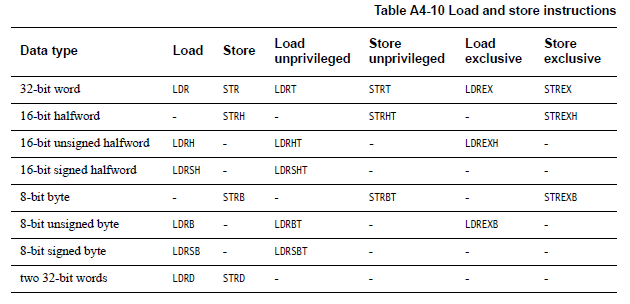 Table A4-10 Load and store instructions
Data type Load Store Load unprivileged Store unprivileged Load exclusive Store exclusive
32-bit word LDR STR LDRT STRT LDREX STREX
16-bit halfword - STRH - STRHT - STREXH
16-bit unsigned halfword LDRH - LDRHT - LDREXH -
16-bit signed halfword LDRSH - LDRSHT - - -
8-bit byte - STRB - STRBT - STREXB
8-bit unsigned byte LDRB - LDRBT - LDREXB -
8-bit signed byte LDRSB - LDRSBT - - -
two 32-bit words LDRD STRD - - - -